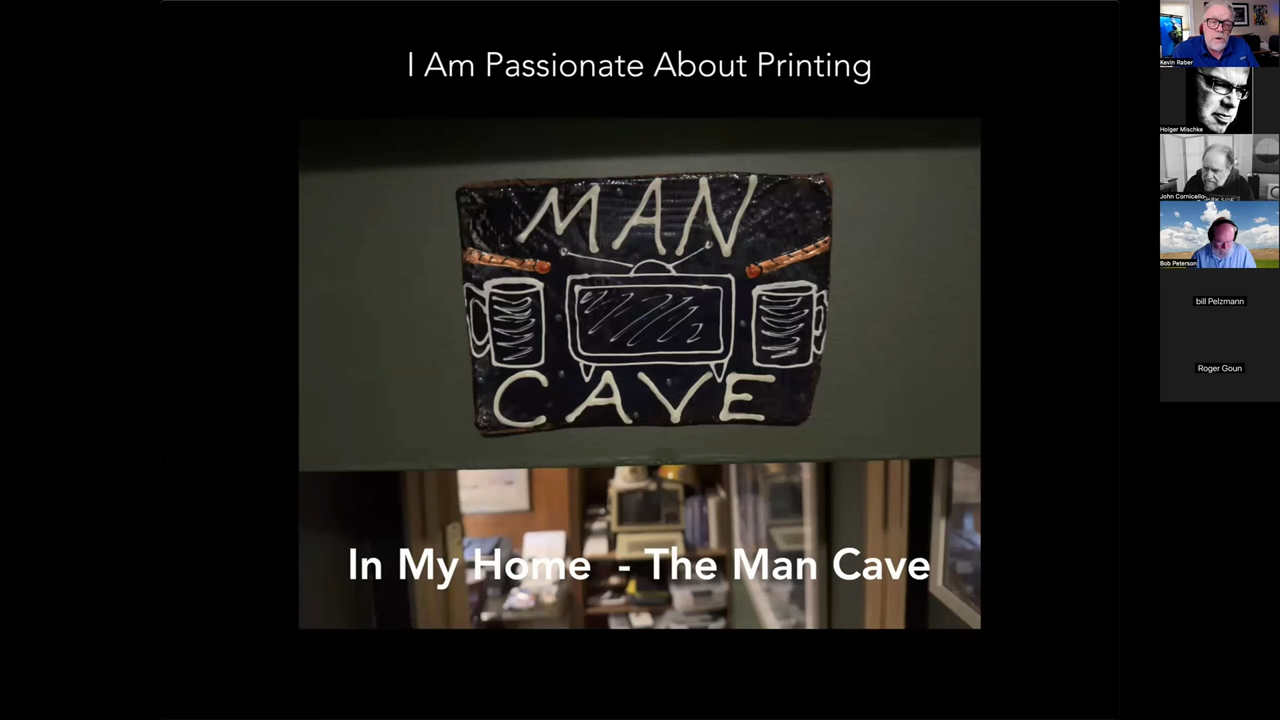 I Am Passionate About Printing
MAN
CAVE
In My Home - The Man Cave
Kevin Raber
Holger Mischke
John Cornicello
Bob Peterson
bill Pelzmann
Roger Goun